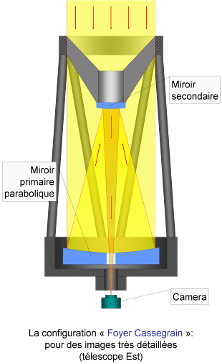 Miroir
secondaire
Miroir
primaire
parabolique
Camera
La configuration « Foyer Cassegrain »:
pour des images très détaillées
(télescope Est)